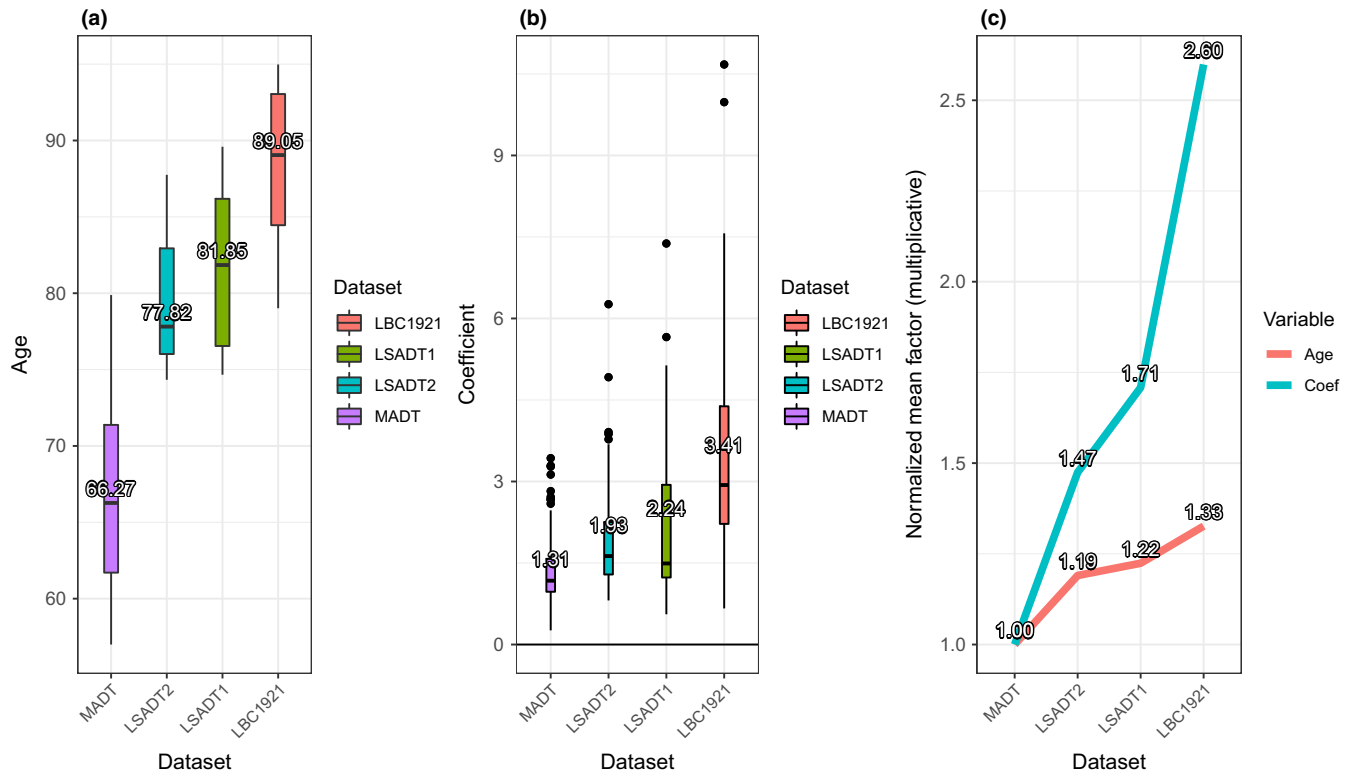 (a)
Age
90
80
70
60
66.27
77.82
81.85
89.05
MADT
LSADT2
LSADT1
LBC1921
Dataset
Dataset
LBC1921
LSADT1
LSADT2
MADT
(b)
Coefficient
9
6
3
0
1.31
1.93
2.24
3.41
MADT
LSADT2
LSADT1
LBC1921
Dataset
Dataset
LBC1921
LSADT1
LSADT2
MADT
(c)
Normalized mean factor (multiplicative)
2.5
2.0
1.5
1.0
2.60
1.71
1.47
1.33
1.22
1.19
1.00
MADT
LSADT2
LSADT1
LBC1921
Dataset
Variable
Age
Coef